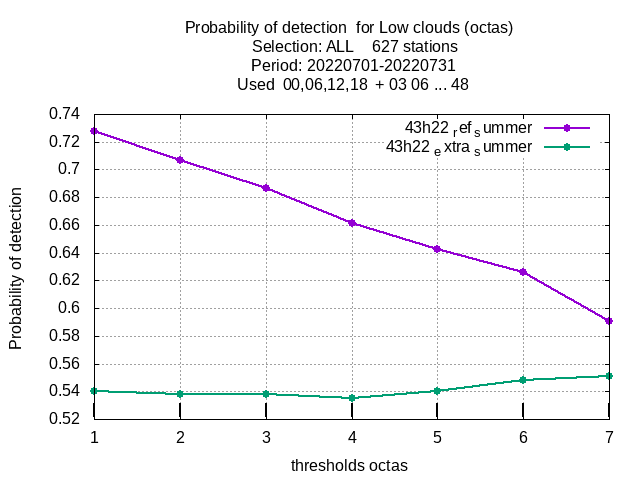 Probability of detection for Low clouds (octas)
Selection: ALL 627 stations
Period: 20220701-20220731
Used 00,06,12,18 + 03 06 ... 48
43h22 ref summer
43h22 extra summer
0.74
0.72
0.7
0.68
0.66
0.64
0.62
0.6
0.58
0.56
0.54
0.52
Probability of detection
1 2 3 4 5 6 7
thresholds octas